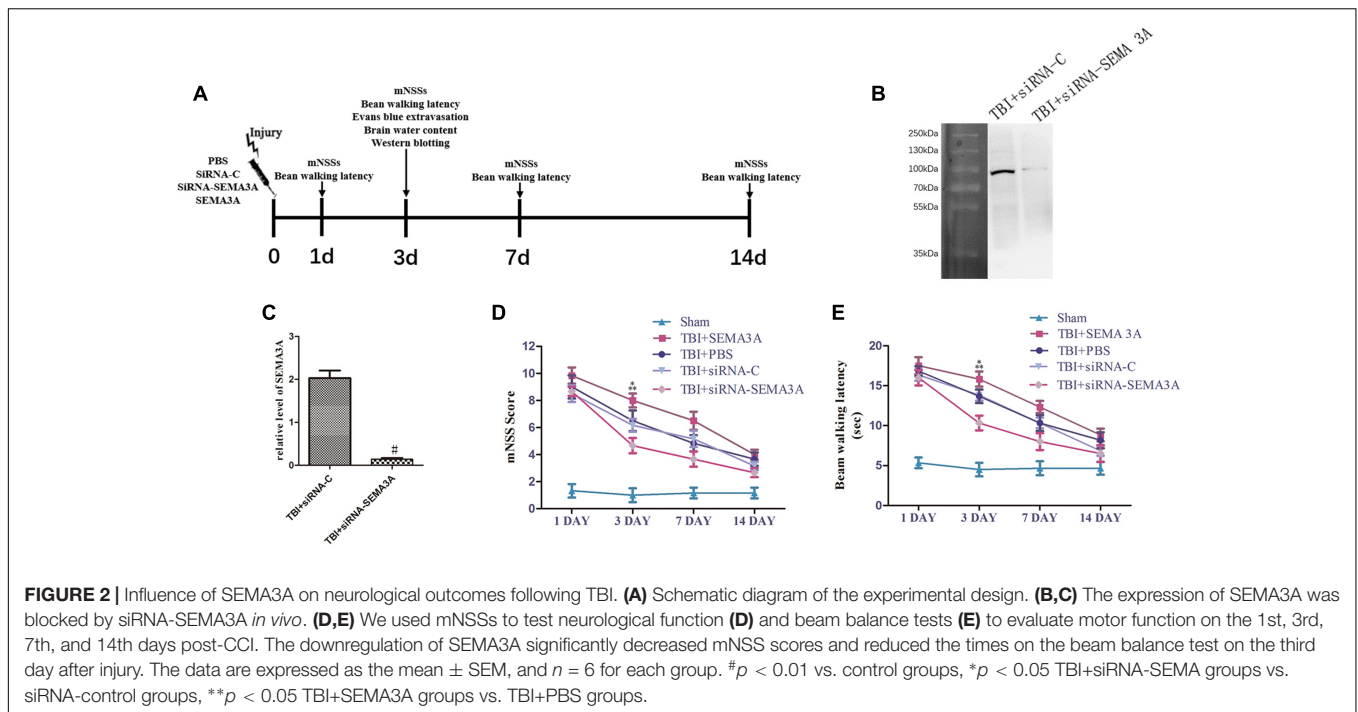 A
Injury
PBS
SiRNA-C
SiRNA-SEMA3A
SEMA3A
mNSSs
Bean walking latency
mNSSs
Bean walking latency
Evans blue extravasation
Brain water content
Western blotting
mNSSs
Bean walking latency
mNSSs
Bean walking latency
0 1d 3d 7d 14d
B
TBI+siRNA-C
TBI+siRNA-SEMA 3A
250kDa
130kDa
100kDa
70kDa
55kDa
35kDa
C
relative level of SEMA3A
3
2
1
0
#
TBI+siRNA-C
TBI+siRNA-SEMA3A
D
Sham
TBI+SEMA3A
TBI+PBS
TBI+siRNA-C
TBI+siRNA-SEMA3A
mNSS Score
12
10
8
6
4
2
0
*
**
1 DAY 3 DAY 7 DAY 14 DAY
E
Sham
TBI+SEMA 3A
TBI+PBS
TBI+siRNA-C
TBI+siRNA-SEMA3A
Beam walking latency
(sec)
20
15
10
5
0
*
**
1 DAY 3 DAY 7 DAY 14 DAY
FIGURE 2 | Influence of SEMA3A on neurological outcomes following TBI. (A) Schematic diagram of the experimental design. (B,C) The expression of SEMA3A was
blocked by siRNA-SEMA3A in vivo. (D,E) We used mNSSs to test neurological function (D) and beam balance tests (E) to evaluate motor function on the 1st, 3rd,
7th, and 14th days post-CCI. The downregulation of SEMA3A significantly decreased mNSS scores and reduced the times on the beam balance test on the third
day after injury. The data are expressed as the mean ± SEM, and n = 6 for each group. #p < 0.01 vs. control groups, *p < 0.05 TBI+siRNA-SEMA groups vs.
siRNA-control groups, **p < 0.05 TBI+SEMA3A groups vs. TBI+PBS groups.